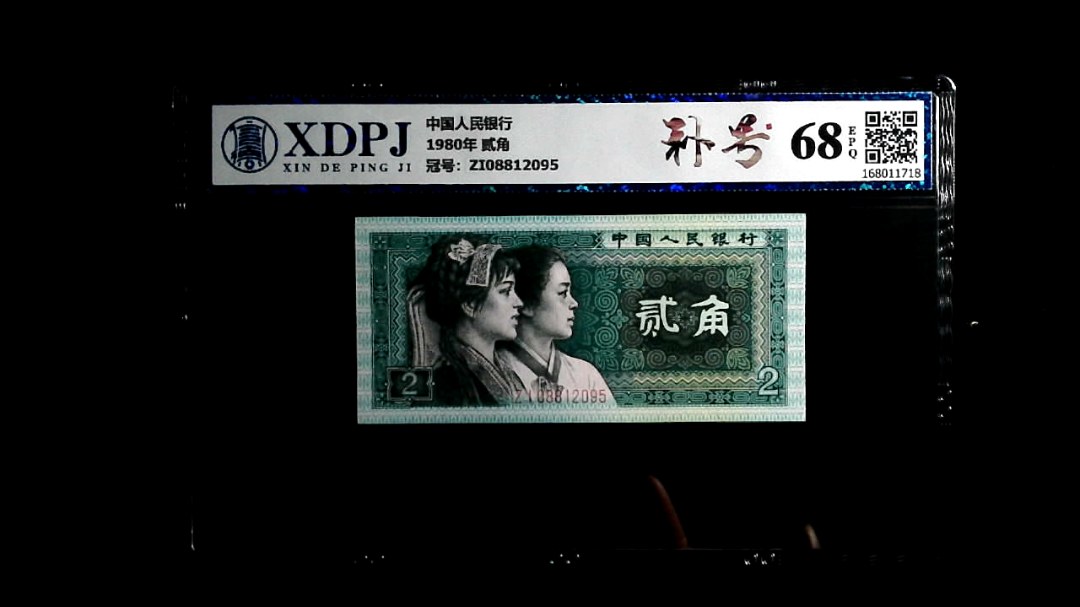 XDPJ
XIN DE PING JI
中国人民银行
1980年 贰角
冠号: ZI08812095
补号
68
EPQ
168011718
中国人民银行
贰角
2
2
ZI08812095